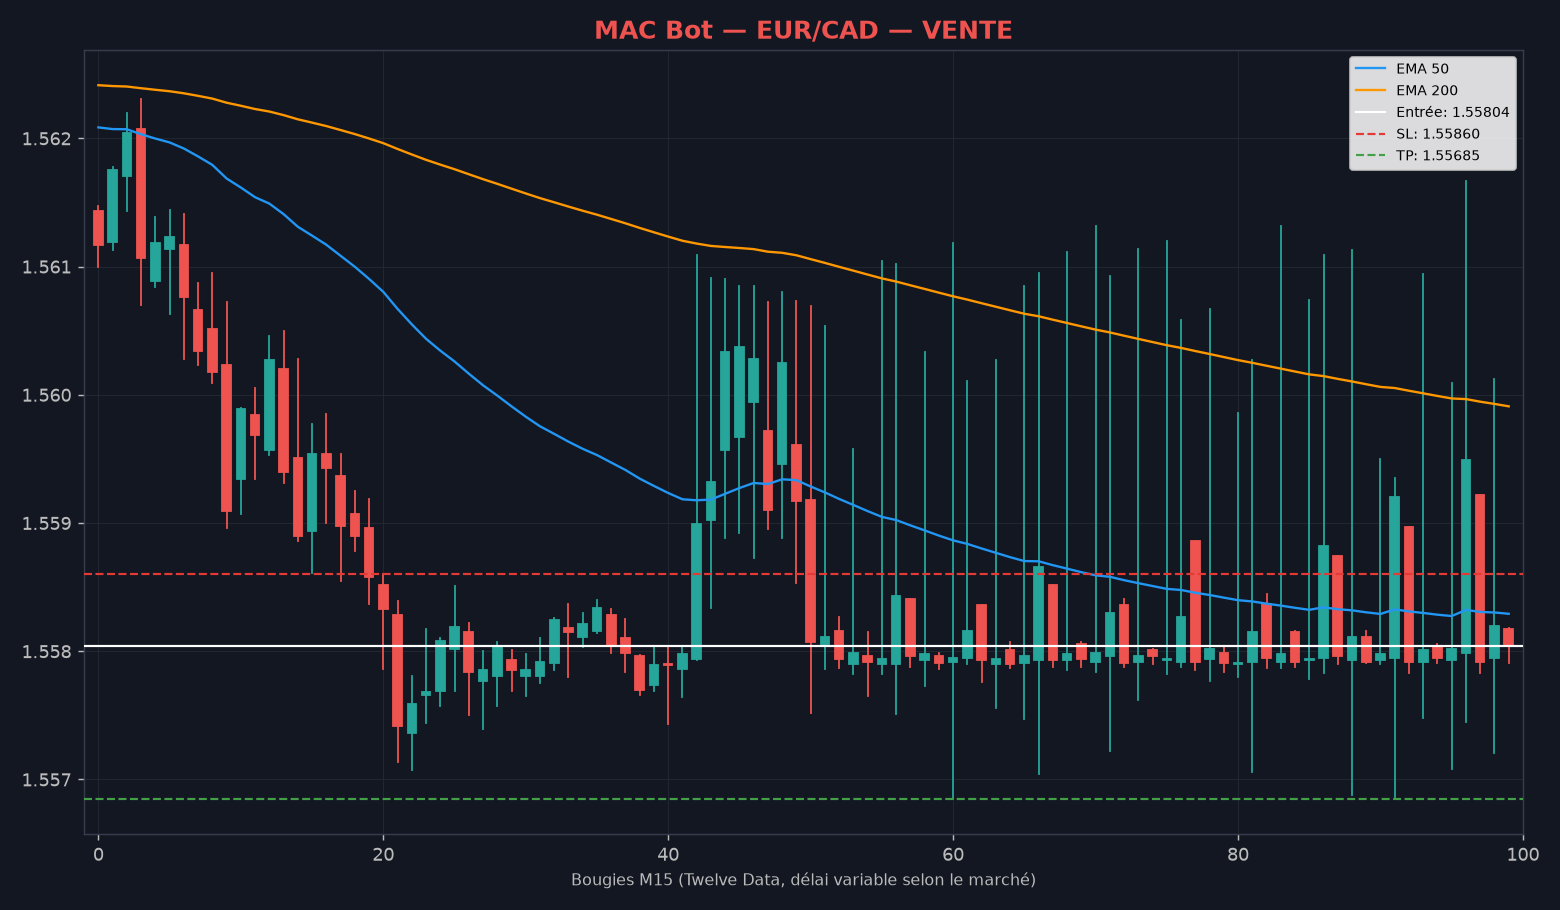 MAC Bot — EUR/CAD — VENTE
EMA 50
EMA 200
Entrée: 1.55804
SL: 1.55860
TP: 1.55685
1.562
1.561
1.560
1.559
1.558
1.557
0 20 40 60 80 100
Bougies M15 (Twelve Data, délai variable selon le marché)